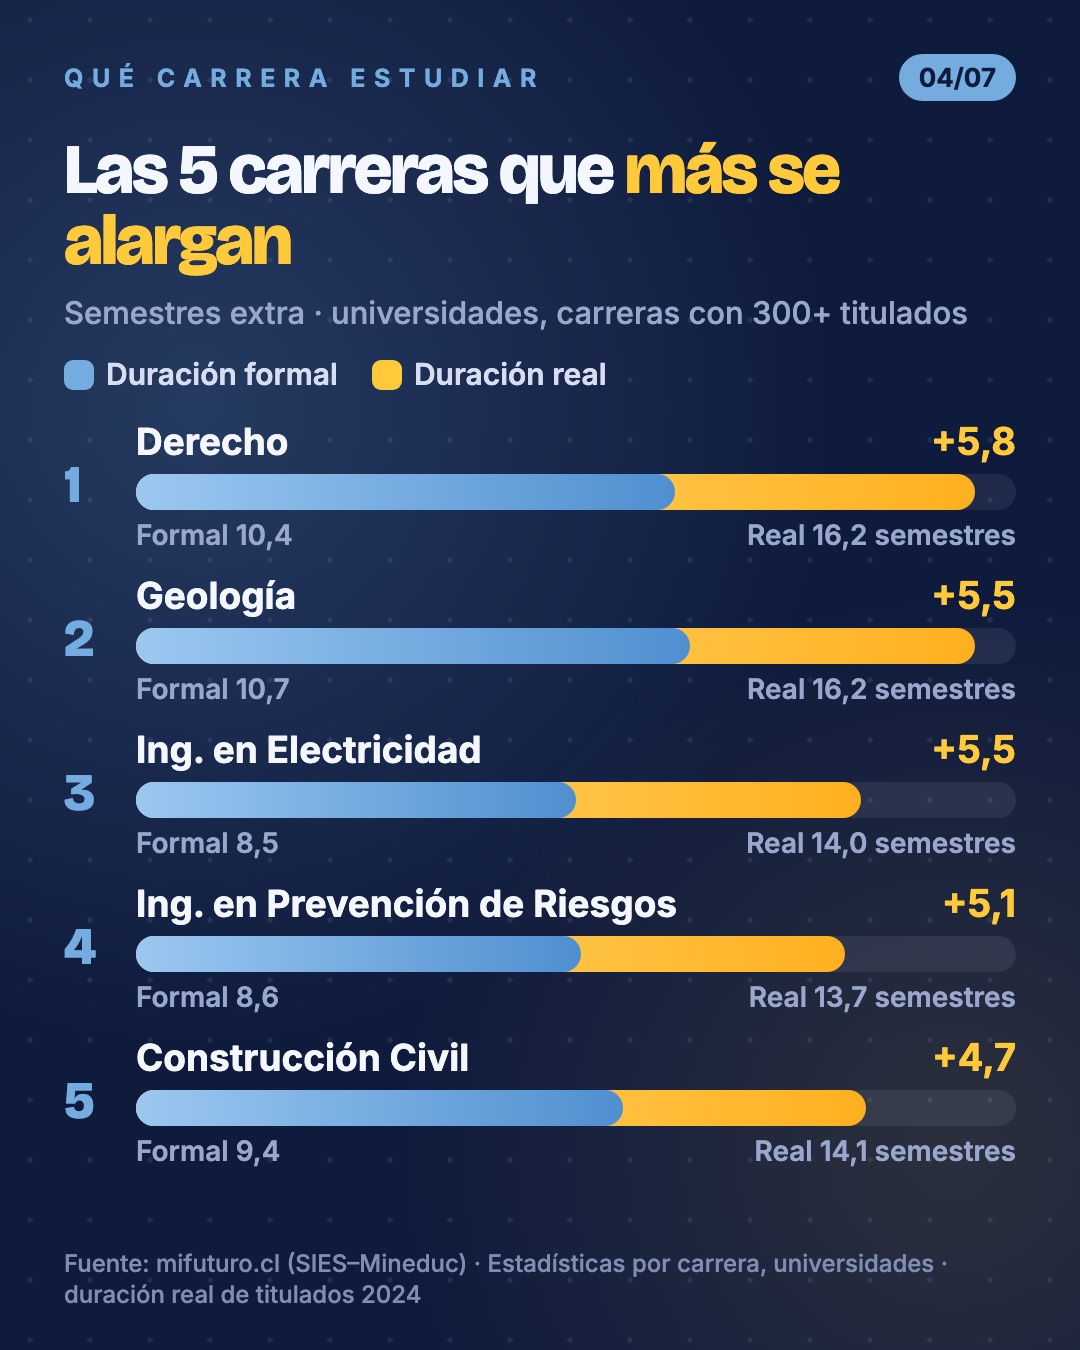 QUÉ CARRERA ESTUDIAR
04/07
Las 5 carreras que más se
alargan
Semestres extra · universidades, carreras con 300+ titulados
Duración formal
Duración real
Derecho
+5,8
1
Formal 10,4
Real 16,2 semestres
Geología
+5,5
2
Formal 10,7
Real 16,2 semestres
Ing. en Electricidad
+5,5
3
Formal 8,5
Real 14,0 semestres
Ing. en Prevención de Riesgos
+5,1
4
Formal 8,6
Real 13,7 semestres
Construcción Civil
+4,7
5
Formal 9,4
Real 14,1 semestres
Fuente: mifuturo.cl (SIES–Mineduc) · Estadísticas por carrera, universidades ·
duración real de titulados 2024